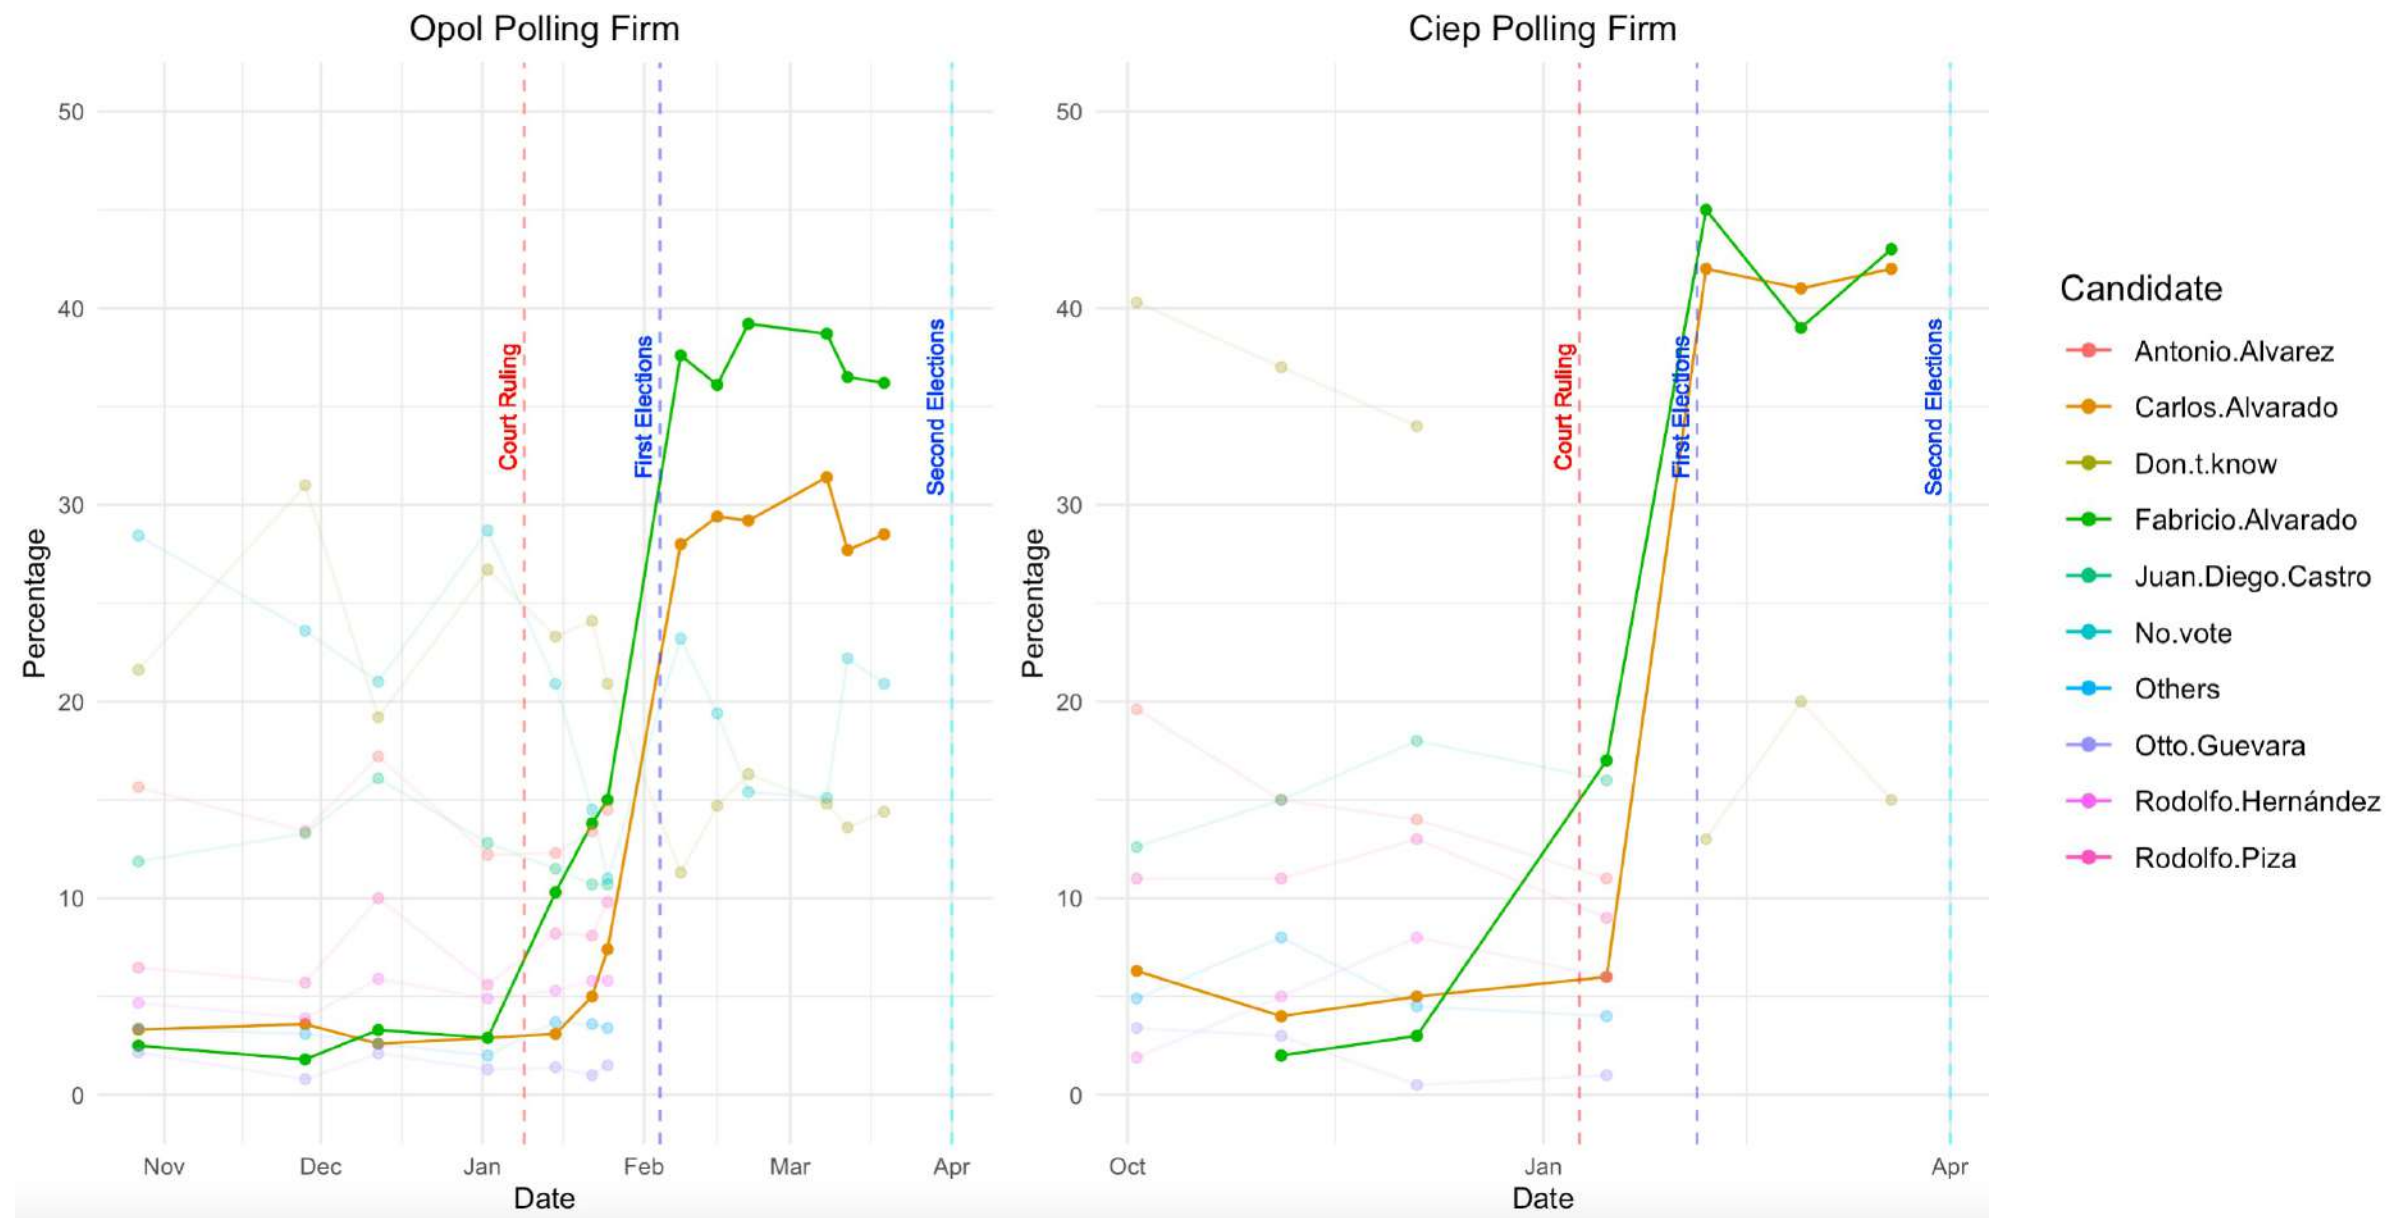 Opol Polling Firm
Percentage
50
40
30
20
10
0
Court Ruling
First Elections
Second Elections
Nov Dec Jan Feb Mar Apr
Date
Ciep Polling Firm
Percentage
50
40
30
20
10
0
Court Ruling
First Elections
Second Elections
Oct Jan Apr
Date
Candidate
Antonio.Alvarez
Carlos.Alvarado
Don.t.know
Fabricio.Alvarado
Juan.Diego.Castro
No.vote
Others
Otto.Guevara
Rodolfo.Hernández
Rodolfo.Piza